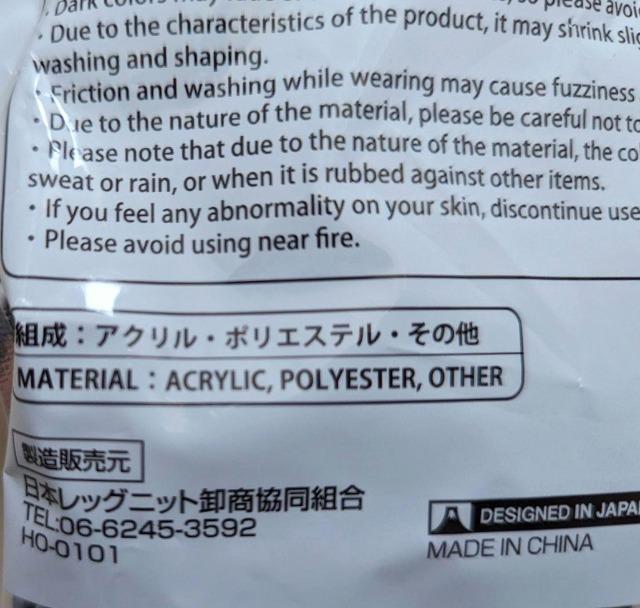 Dark colors may
please avoi
· Due to the characteristics of the product, it may shrink
washing and shaping.
· Friction and washing while wearing may cause fuzziness
· Due to the nature of the material, please be careful not to
· Please note that due to the nature of the material, the co
sweat or rain, or when it is rubbed against other items.
· If you feel any abnormality on your skin, discontinue use
· Please avoid using near fire.
組成：アクリル・ポリエステル・その他
MATERIAL：ACRYLIC, POLYESTER, OTHER
製造販売元
日本レッグニット卸商協同組合
TEL:06-6245-3592
HO-0101
DESIGNED IN JAPA
MADE IN CHINA